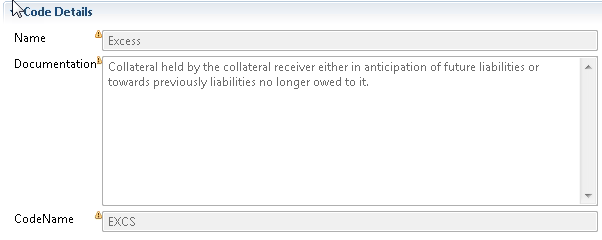 Code Details
Name
Excess
Documentation
Collateral held by the collateral receiver either in anticipation of future liabilities or
towards previously liabilities no longer owed to it.
CodeName
EXCS